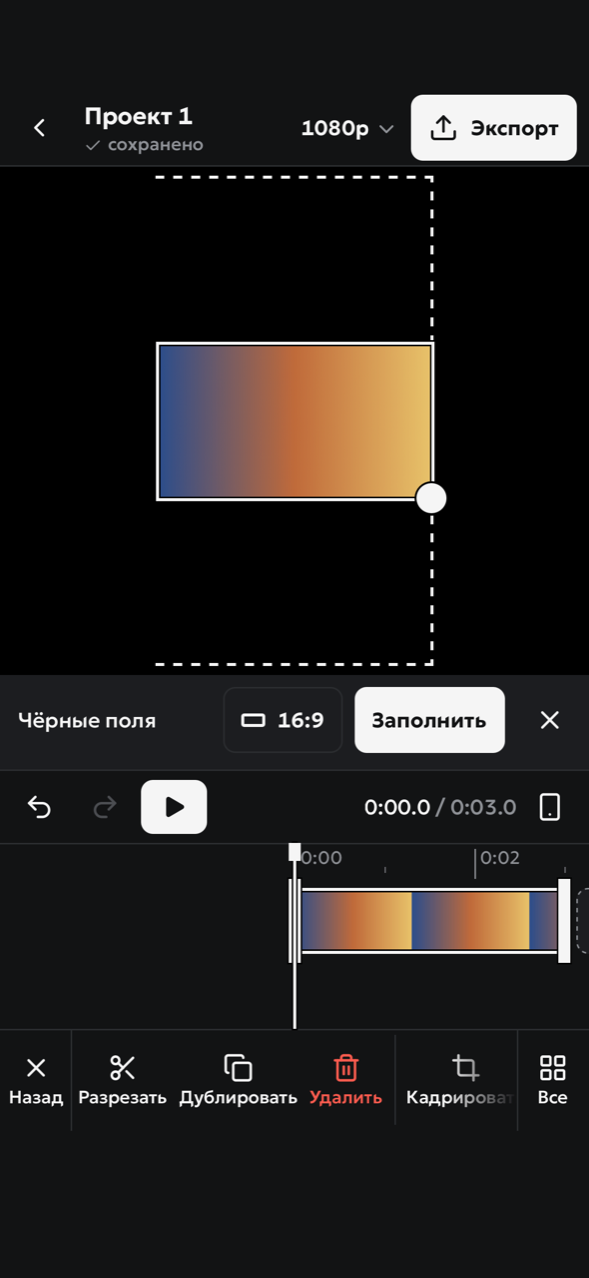 Проект 1
сохранено
1080p
Экспорт
Чёрные поля
16:9
Заполнить
0:00.0 / 0:03.0
0:00
0:02
Назад
Разрезать
Дублировать
Удалить
Кадрироват
Все